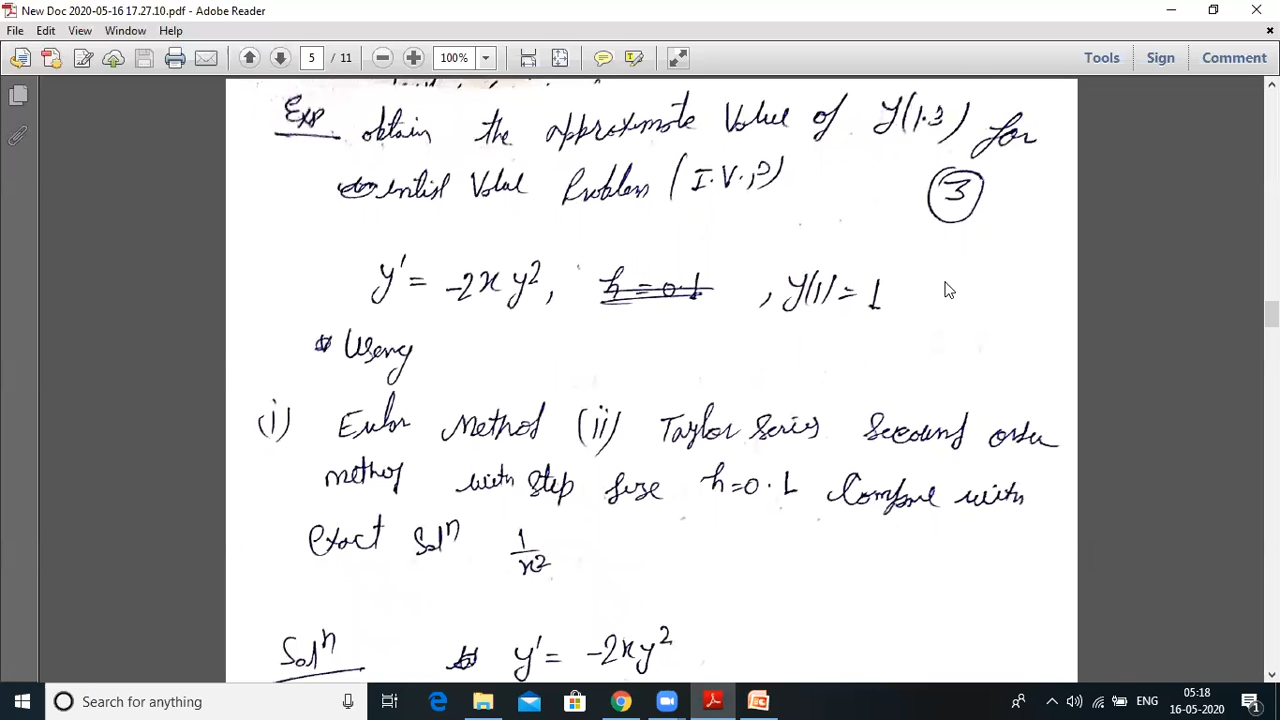 New Doc 2020-05-16 17.27.10.pdf - Adobe Reader
File Edit View Window Help
5 / 11 100% Tools Sign Comment
Exp obtain the approximate Value of y(1.3) for
initial Value Problem (I.V.P)
3
y' = -2xy², h = 0.1 , y(1) = 1
Using
(i) Euler Method (ii) Taylor Series Second order
method with step size h=0.1 Compare with
exact Solⁿ 1/x²
Solⁿ y' = -2xy²
Search for anything
ENG 05:18 16-05-2020